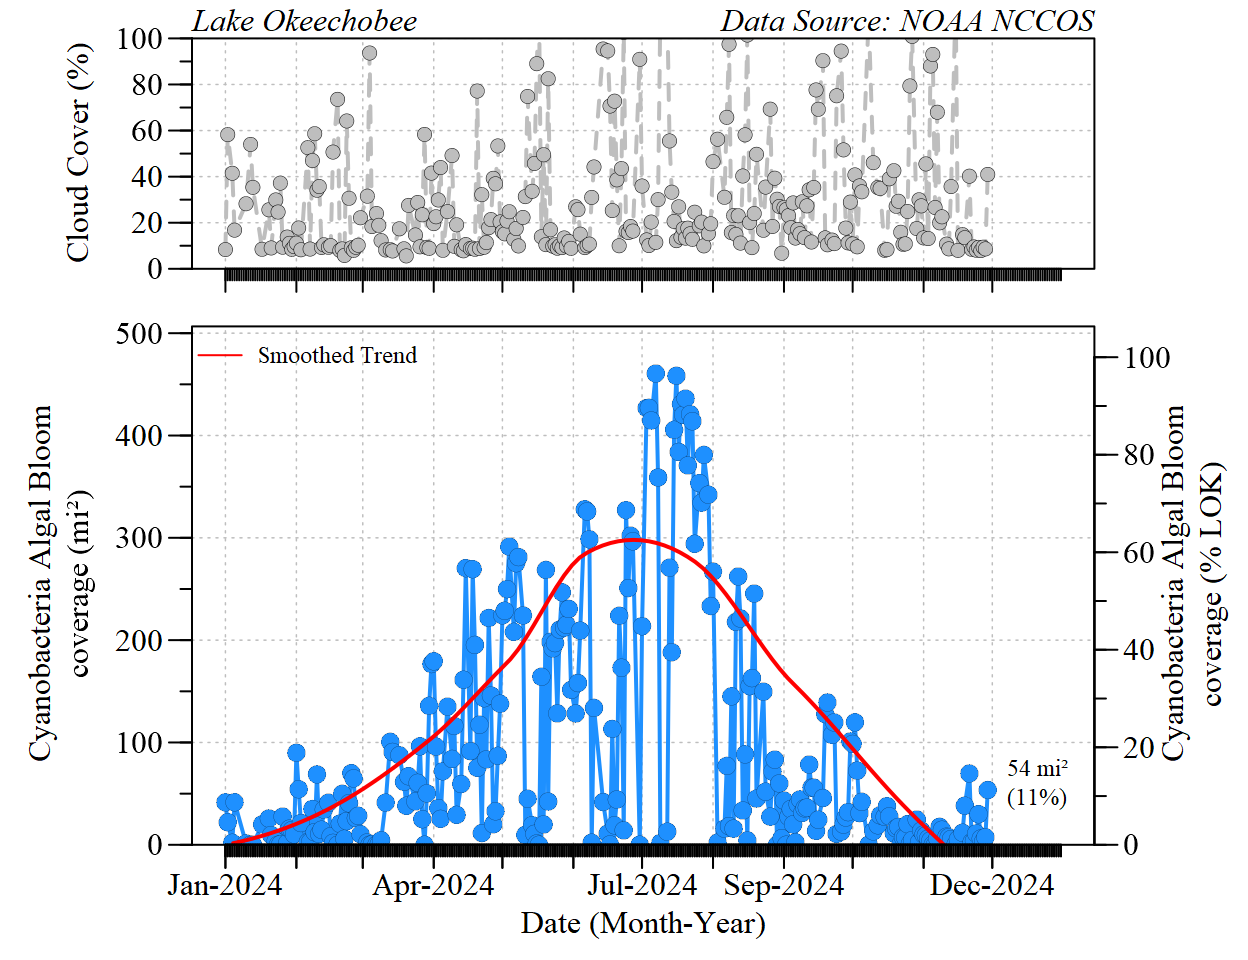 Lake Okeechobee
Data Source: NOAA NCCOS
Cloud Cover (%)
100
80
60
40
20
0
Cyanobacteria Algal Bloom
coverage (mi²)
500
400
300
200
100
0
Smoothed Trend
54 mi²
(11%)
100
80
60
40
20
0
Cyanobacteria Algal Bloom
coverage (% LOK)
Jan-2024
Apr-2024
Jul-2024
Sep-2024
Dec-2024
Date (Month-Year)